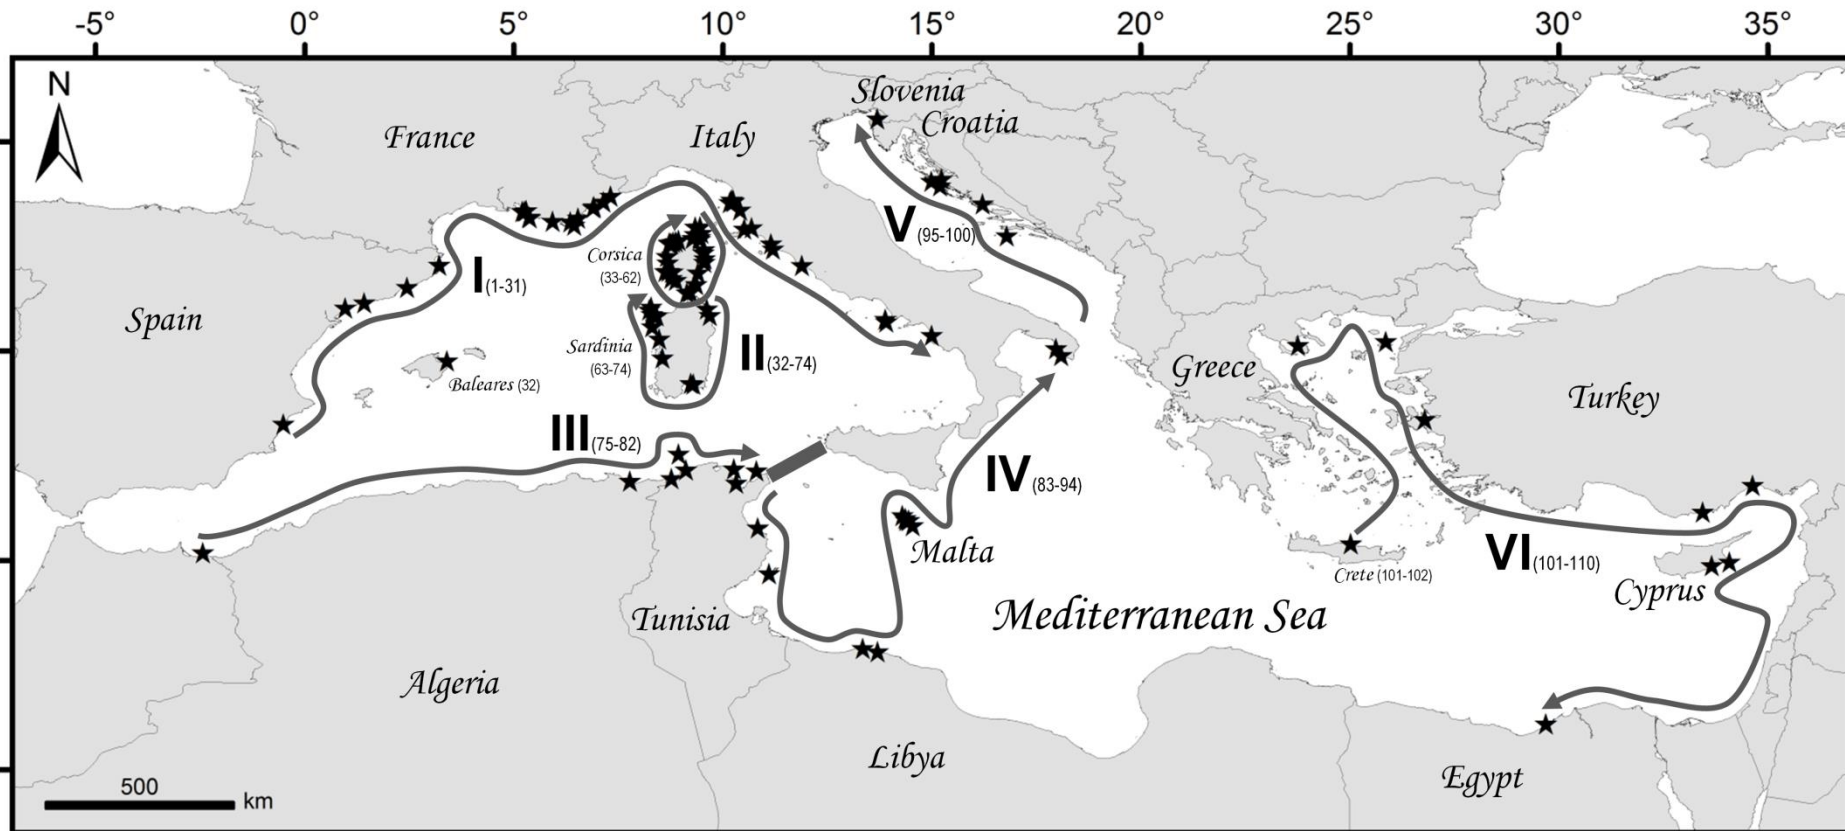 -5° 0° 5° 10° 15° 20° 25° 30° 35°
N
Slovenia
Croatia
France
Italy
V (95-100)
Corsica
(33-62)
I (1-31)
Spain
Sardinia
(63-74)
II (32-74)
Greece
Baleares (32)
Turkey
III (75-82)
IV (83-94)
Malta
VI (101-110)
Crete (101-102)
Cyprus
Tunisia
Mediterranean Sea
Algeria
Libya
Egypt
500
km